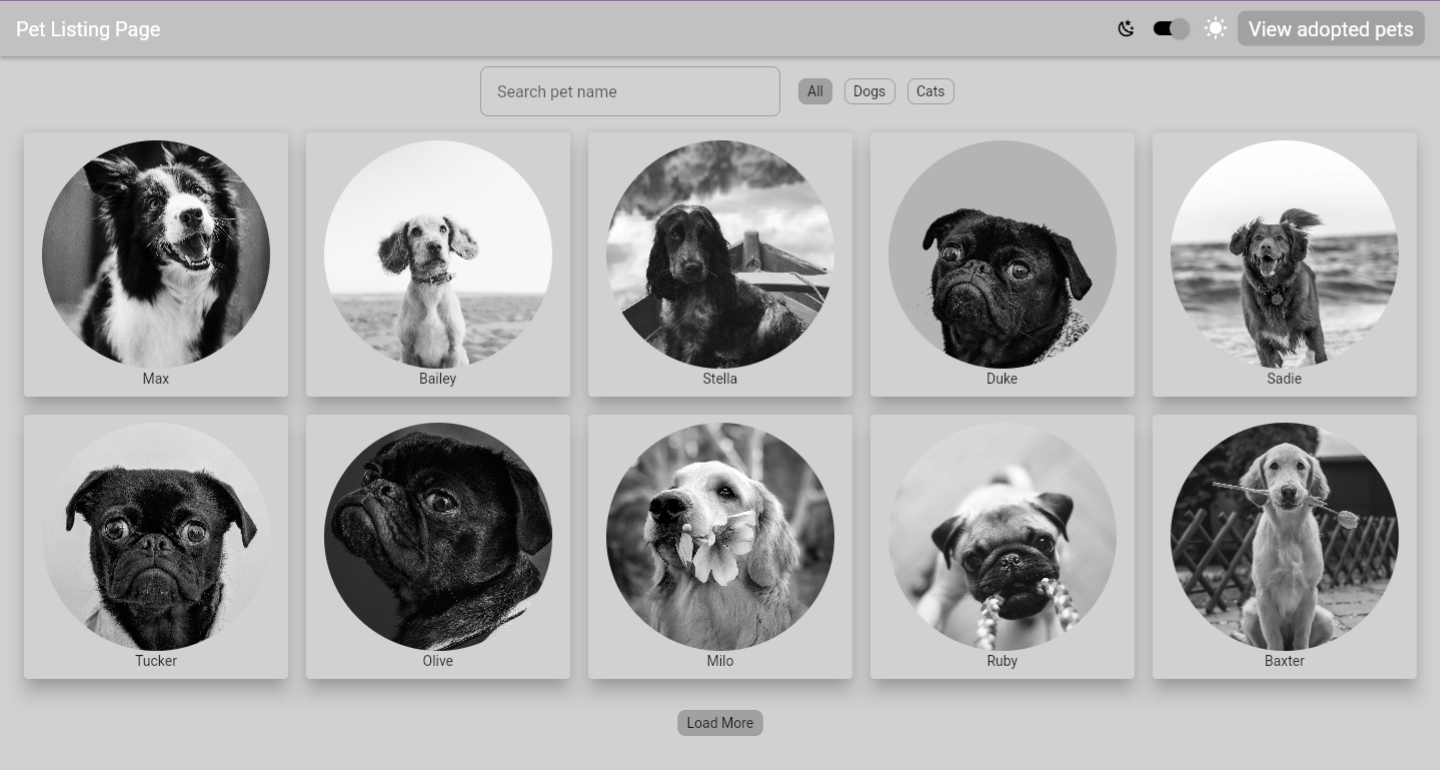 Pet Listing Page
View adopted pets
Search pet name
All
Dogs
Cats
Max
Bailey
Stella
Duke
Sadie
Tucker
Olive
Milo
Ruby
Baxter
Load More